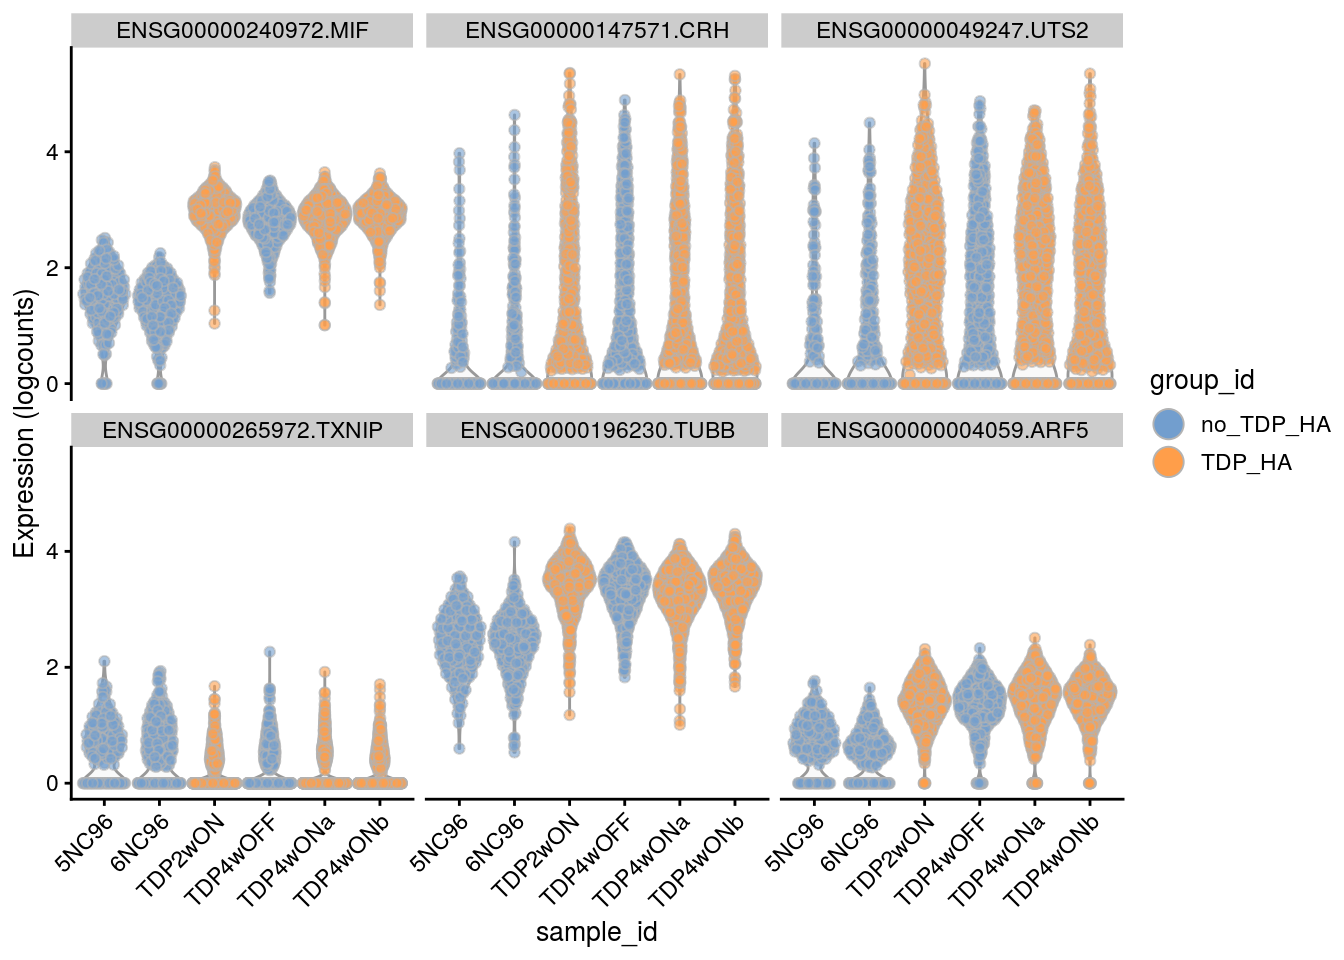 ENSG00000240972.MIF
ENSG00000147571.CRH
ENSG00000049247.UTS2
4
2
0
ENSG00000265972.TXNIP
ENSG00000196230.TUBB
ENSG00000004059.ARF5
4
2
0
Expression (logcounts)
5NC96
6NC96
TDP2wON
TDP4wOFF
TDP4wONa
TDP4wONb
5NC96
6NC96
TDP2wON
TDP4wOFF
TDP4wONa
TDP4wONb
5NC96
6NC96
TDP2wON
TDP4wOFF
TDP4wONa
TDP4wONb
sample_id
group_id
no_TDP_HA
TDP_HA